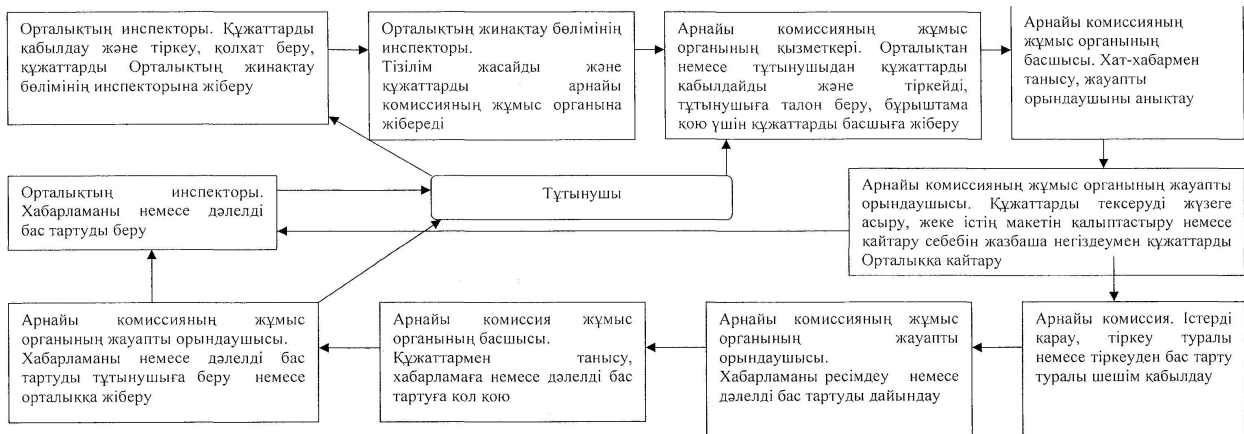 Орталықтың инспекторы. Құжаттарды
қабылдау және тіркеу, қолхат беру,
құжаттарды Орталықтың жинақтау
бөлімінің инспекторына жіберу
Орталықтың жинақтау бөлімінің
инспекторы.
Тізілім жасайды және
құжаттарды арнайы
комиссияның жұмыс органына
жібереді
Арнайы комиссияның жұмыс
органының қызметкері. Орталықтан
немесе тұтынушыдан құжаттарды
қабылдайды және тіркейді,
тұтынушыға талон беру, бұрыштама
қою үшін құжаттарды басшыға жіберу
Арнайы комиссияның
жұмыс органының
басшысы. Хат-хабармен
танысу, жауапты
орындаушыны анықтау
Орталықтың инспекторы.
Хабарламаны немесе дәлелді
бас тартуды беру
Тұтынушы
Арнайы комиссияның жұмыс органының жауапты
орындаушысы. Құжаттарды тексеруді жүзеге
асыру, жеке істің макетін қалыптастыру немесе
қайтару себебін жазбаша негіздеумен құжаттарды
Орталыққа қайтару
Арнайы комиссияның жұмыс
органының жауапты орындаушысы.
Хабарламаны немесе дәлелді бас
тартуды тұтынушыға беру немесе
орталыққа жіберу
Арнайы комиссия жұмыс
органының басшысы.
Құжаттармен танысу,
хабарламаға немесе дәлелді бас
тартуға қол қою
Арнайы комиссияның жұмыс
органының жауапты
орындаушысы.
Хабарламаны ресімдеу немесе
дәлелді бас тартуды дайындау
Арнайы комиссия. Істерді
қарау, тіркеу туралы
немесе тіркеуден бас тарту
туралы шешім қабылдау